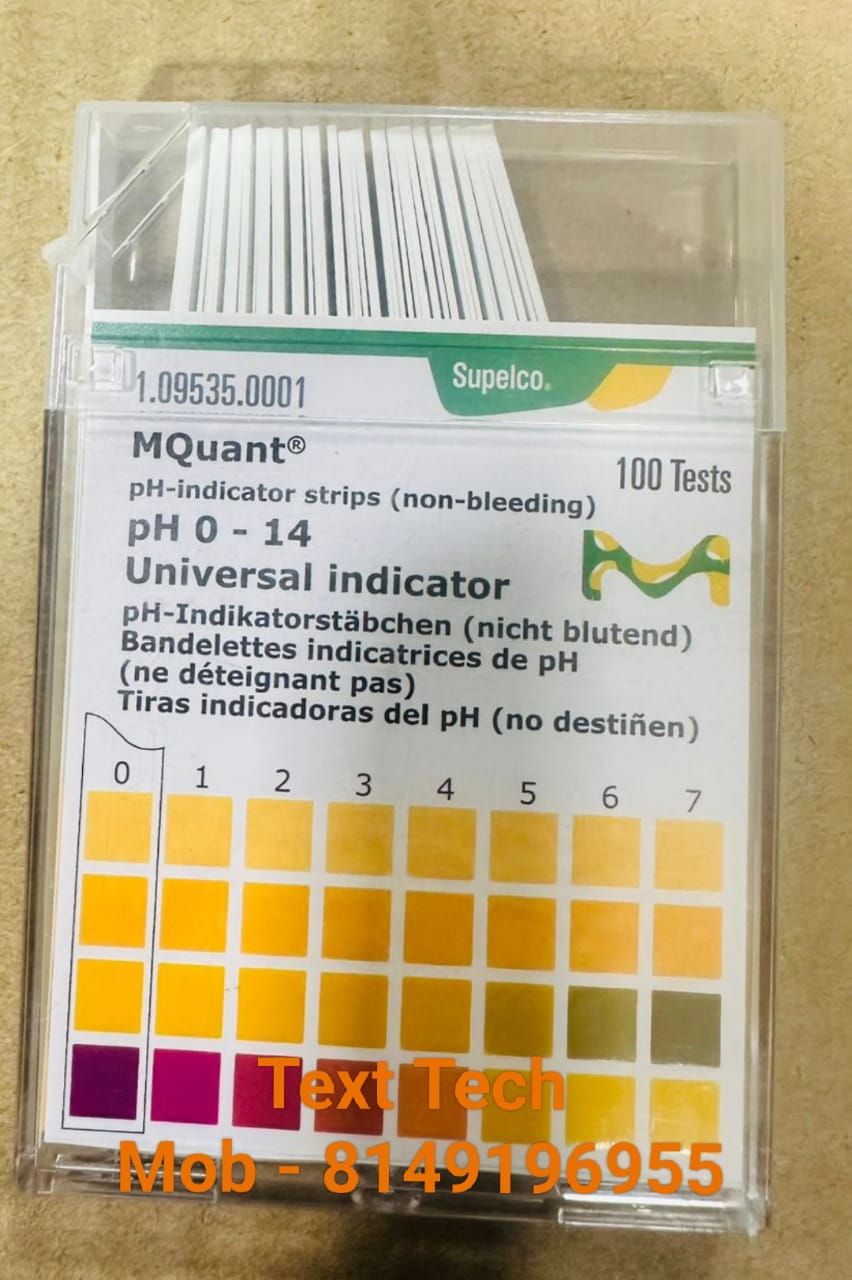 1.09535.0001
Supelco®
MQuant®
100 Tests
pH-indicator strips (non-bleeding)
pH 0 - 14
Universal indicator
pH-Indikatorstäbchen (nicht blutend)
Bandelettes indicatrices de pH
(ne déteignant pas)
Tiras indicadoras del pH (no destiñen)
0 1 2 3 4 5 6 7
Text Tech
Mob - 8149196955